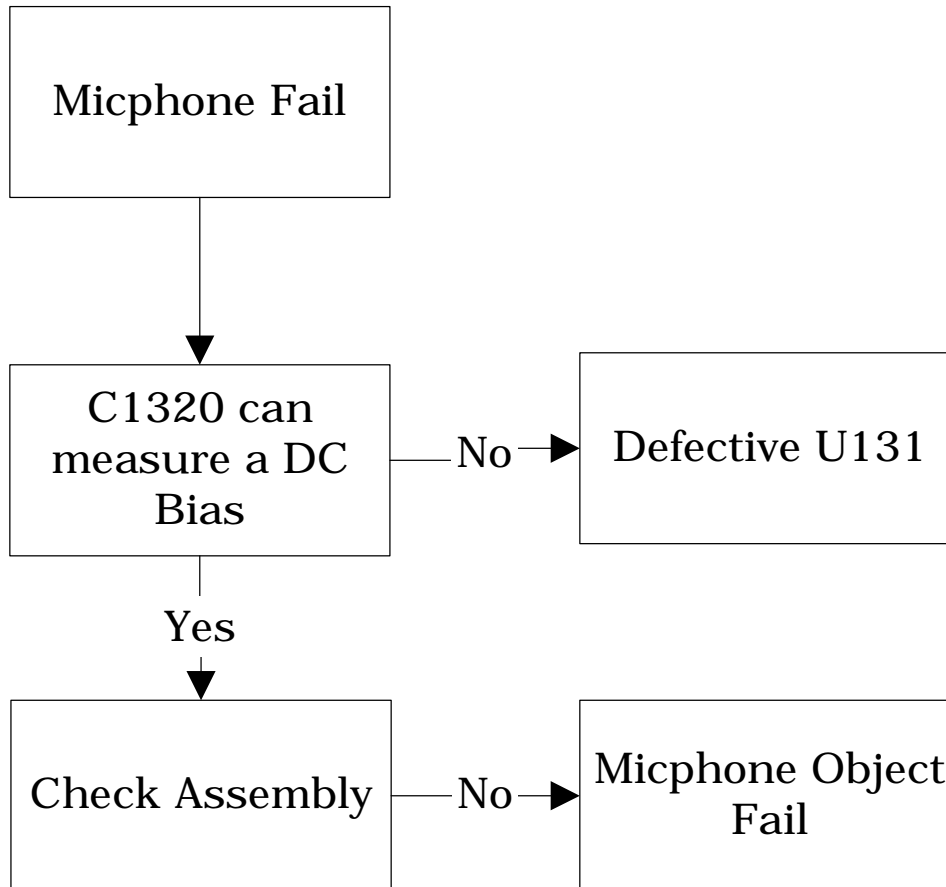 Micphone Fail
C1320 can
measure a DC
Bias
No
Defective U131
Yes
Check Assembly
No
Micphone Object
Fail